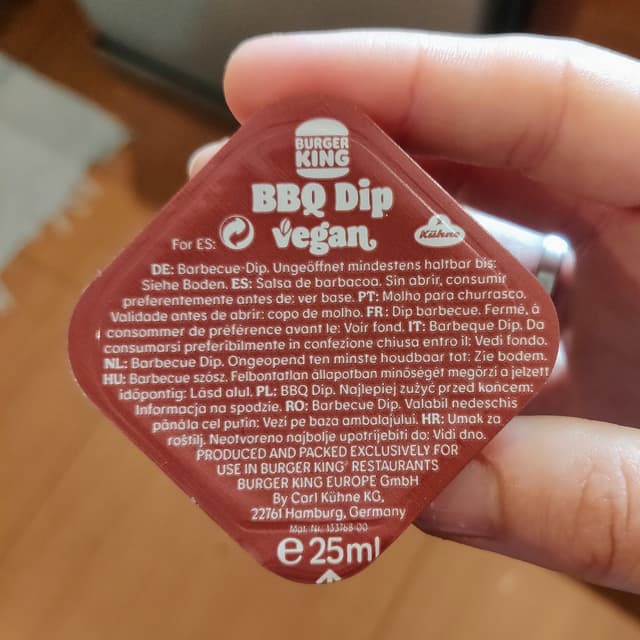 BURGER
KING
BBQ Dip
For ES:
vegan
Kühne
DE: Barbecue-Dip. Ungeöffnet mindestens haltbar bis:
Siehe Boden. ES: Salsa de barbacoa. Sin abrir, consumir
preferentemente antes de: ver base. PT: Molho para churrasco.
Validade antes de abrir: copo de molho. FR : Dip barbecue. Fermé, à
consommer de préférence avant le: Voir fond. IT: Barbeque Dip. Da
consumarsi preferibilmente in confezione chiusa entro il: Vedi fondo.
NL: Barbecue Dip. Ongeopend ten minste houdbaar tot: Zie bodem.
HU: Barbecue szósz. Felbontatlan állapotban minőségét megőrzi a jelzett
időpontig: Lásd alul. PL: BBQ Dip. Najlepiej zużyć przed końcem:
Informacja na spodzie. RO: Barbecue Dip. Valabil nedeschis
până la cel puțin: Vezi pe baza ambalajului. HR: Umak za
roštilj. Neotvoreno najbolje upotrijebiti do: Vidi dno.
PRODUCED AND PACKED EXCLUSIVELY FOR
USE IN BURGER KING® RESTAURANTS
BURGER KING EUROPE GmbH
By Carl Kühne KG,
22761 Hamburg, Germany
Mat. Nr. 133768-00
e 25ml